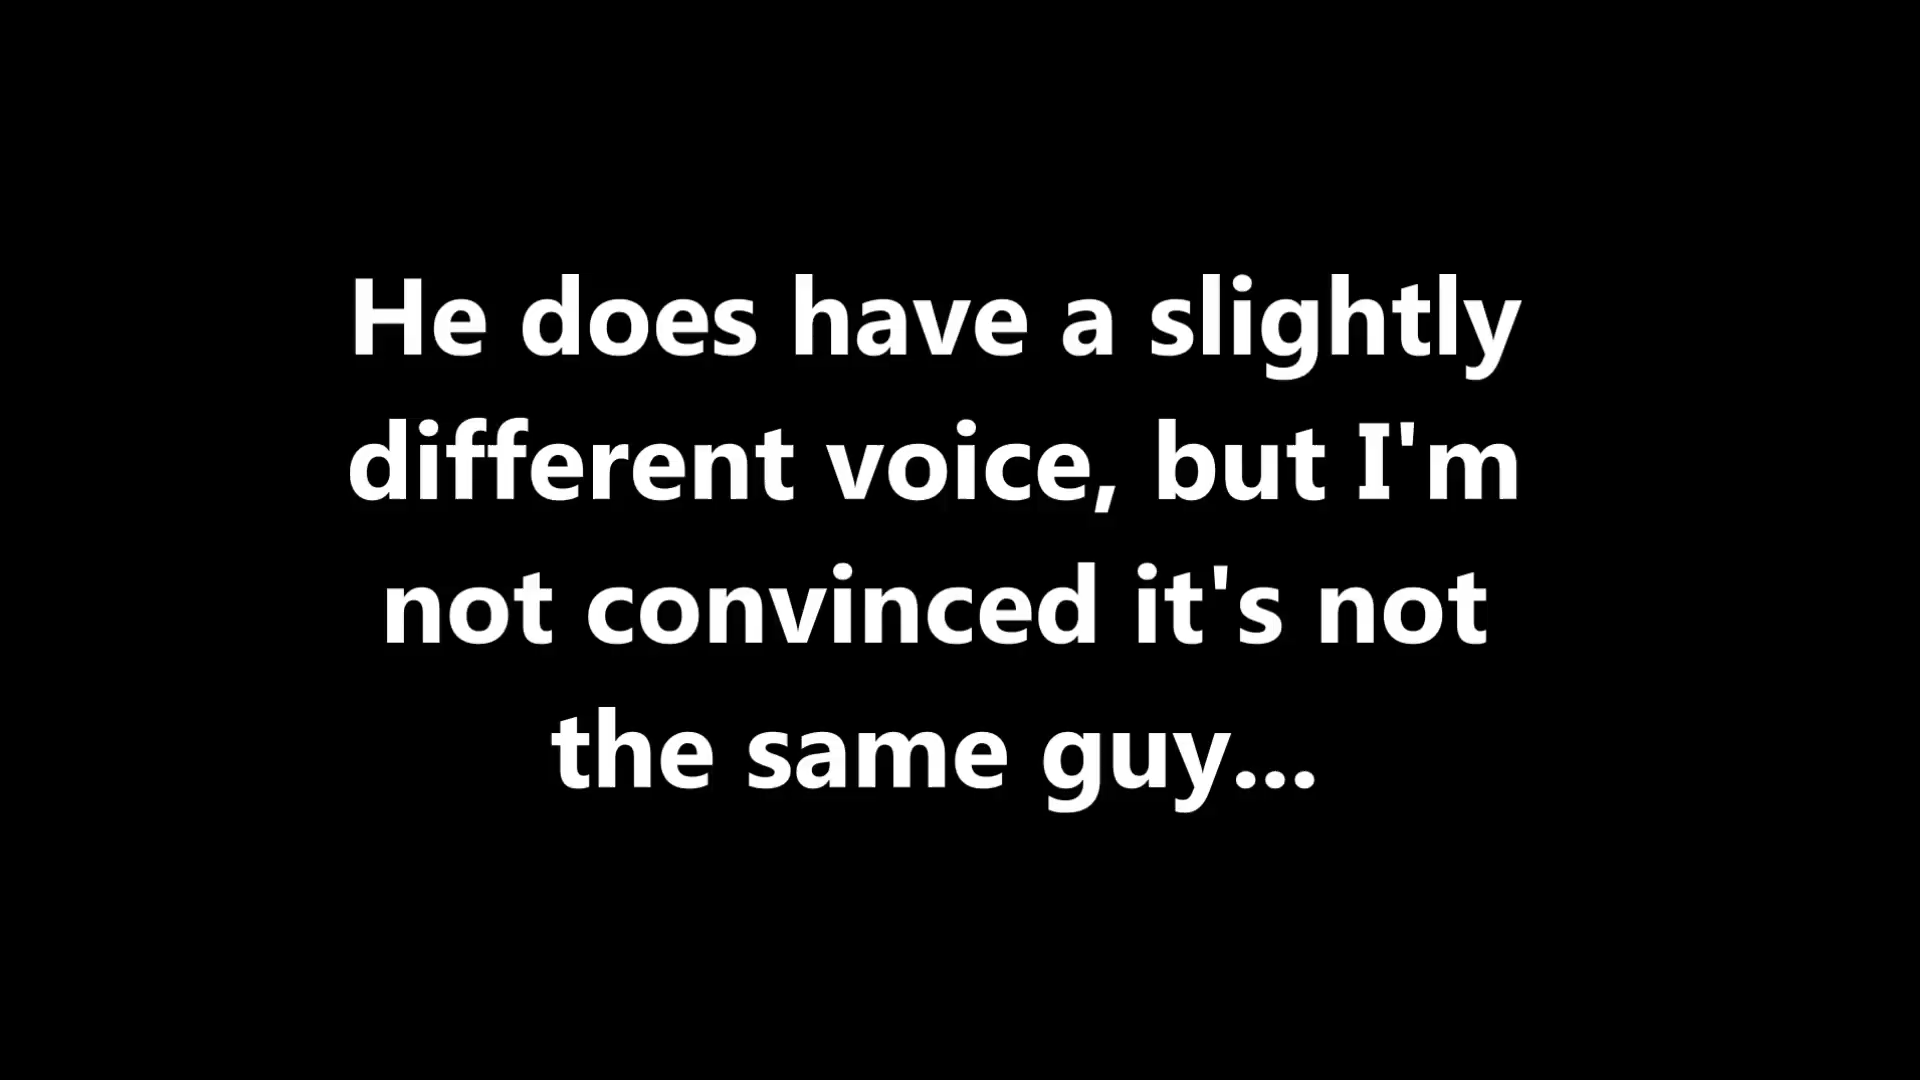 He does have a slightly
different voice, but I'm
not convinced it's not
the same guy...